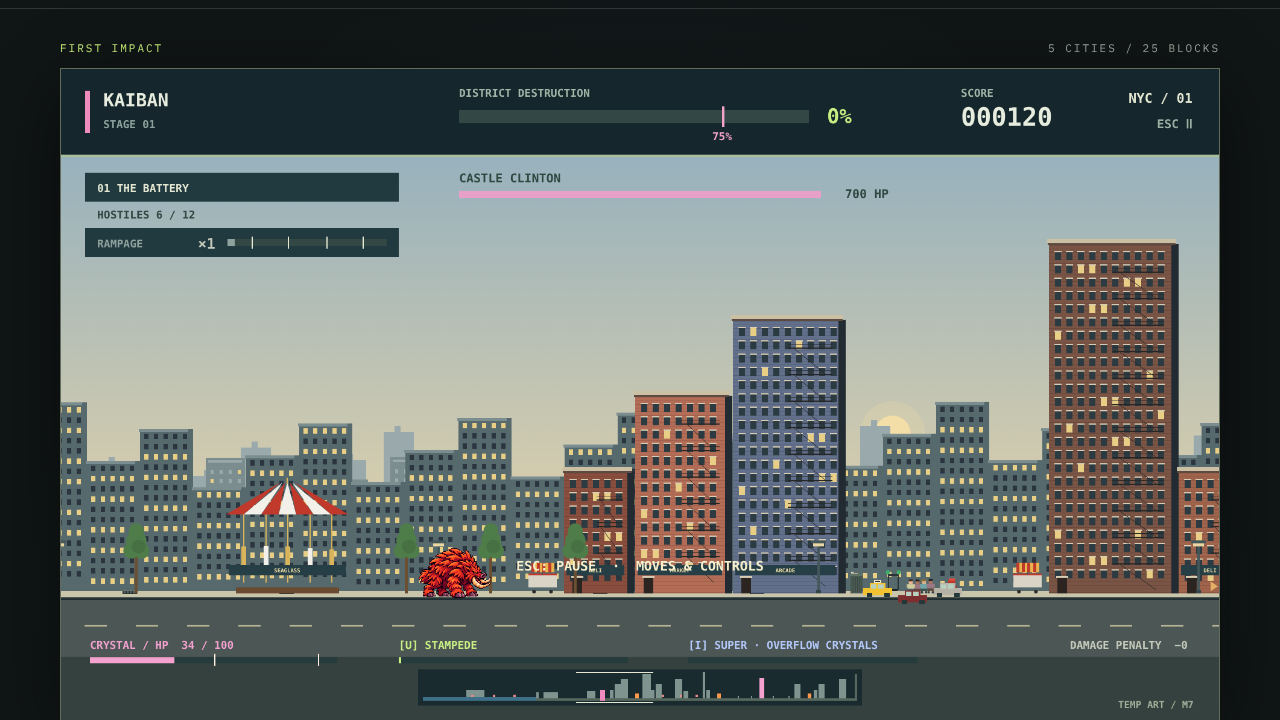 FIRST IMPACT
5 CITIES / 25 BLOCKS
KAIBAN
STAGE 01
DISTRICT DESTRUCTION
0%
75%
SCORE
000120
NYC / 01
ESC II
01 THE BATTERY
HOSTILES 6 / 12
RAMPAGE ×1
CASTLE CLINTON
700 HP
SEAGLASS
ESC: PAUSE · MOVES & CONTROLS
ARCADE
DELI
CRYSTAL / HP 34 / 100
[U] STAMPEDE
[I] SUPER · OVERFLOW CRYSTALS
DAMAGE PENALTY −0
TEMP ART / M7